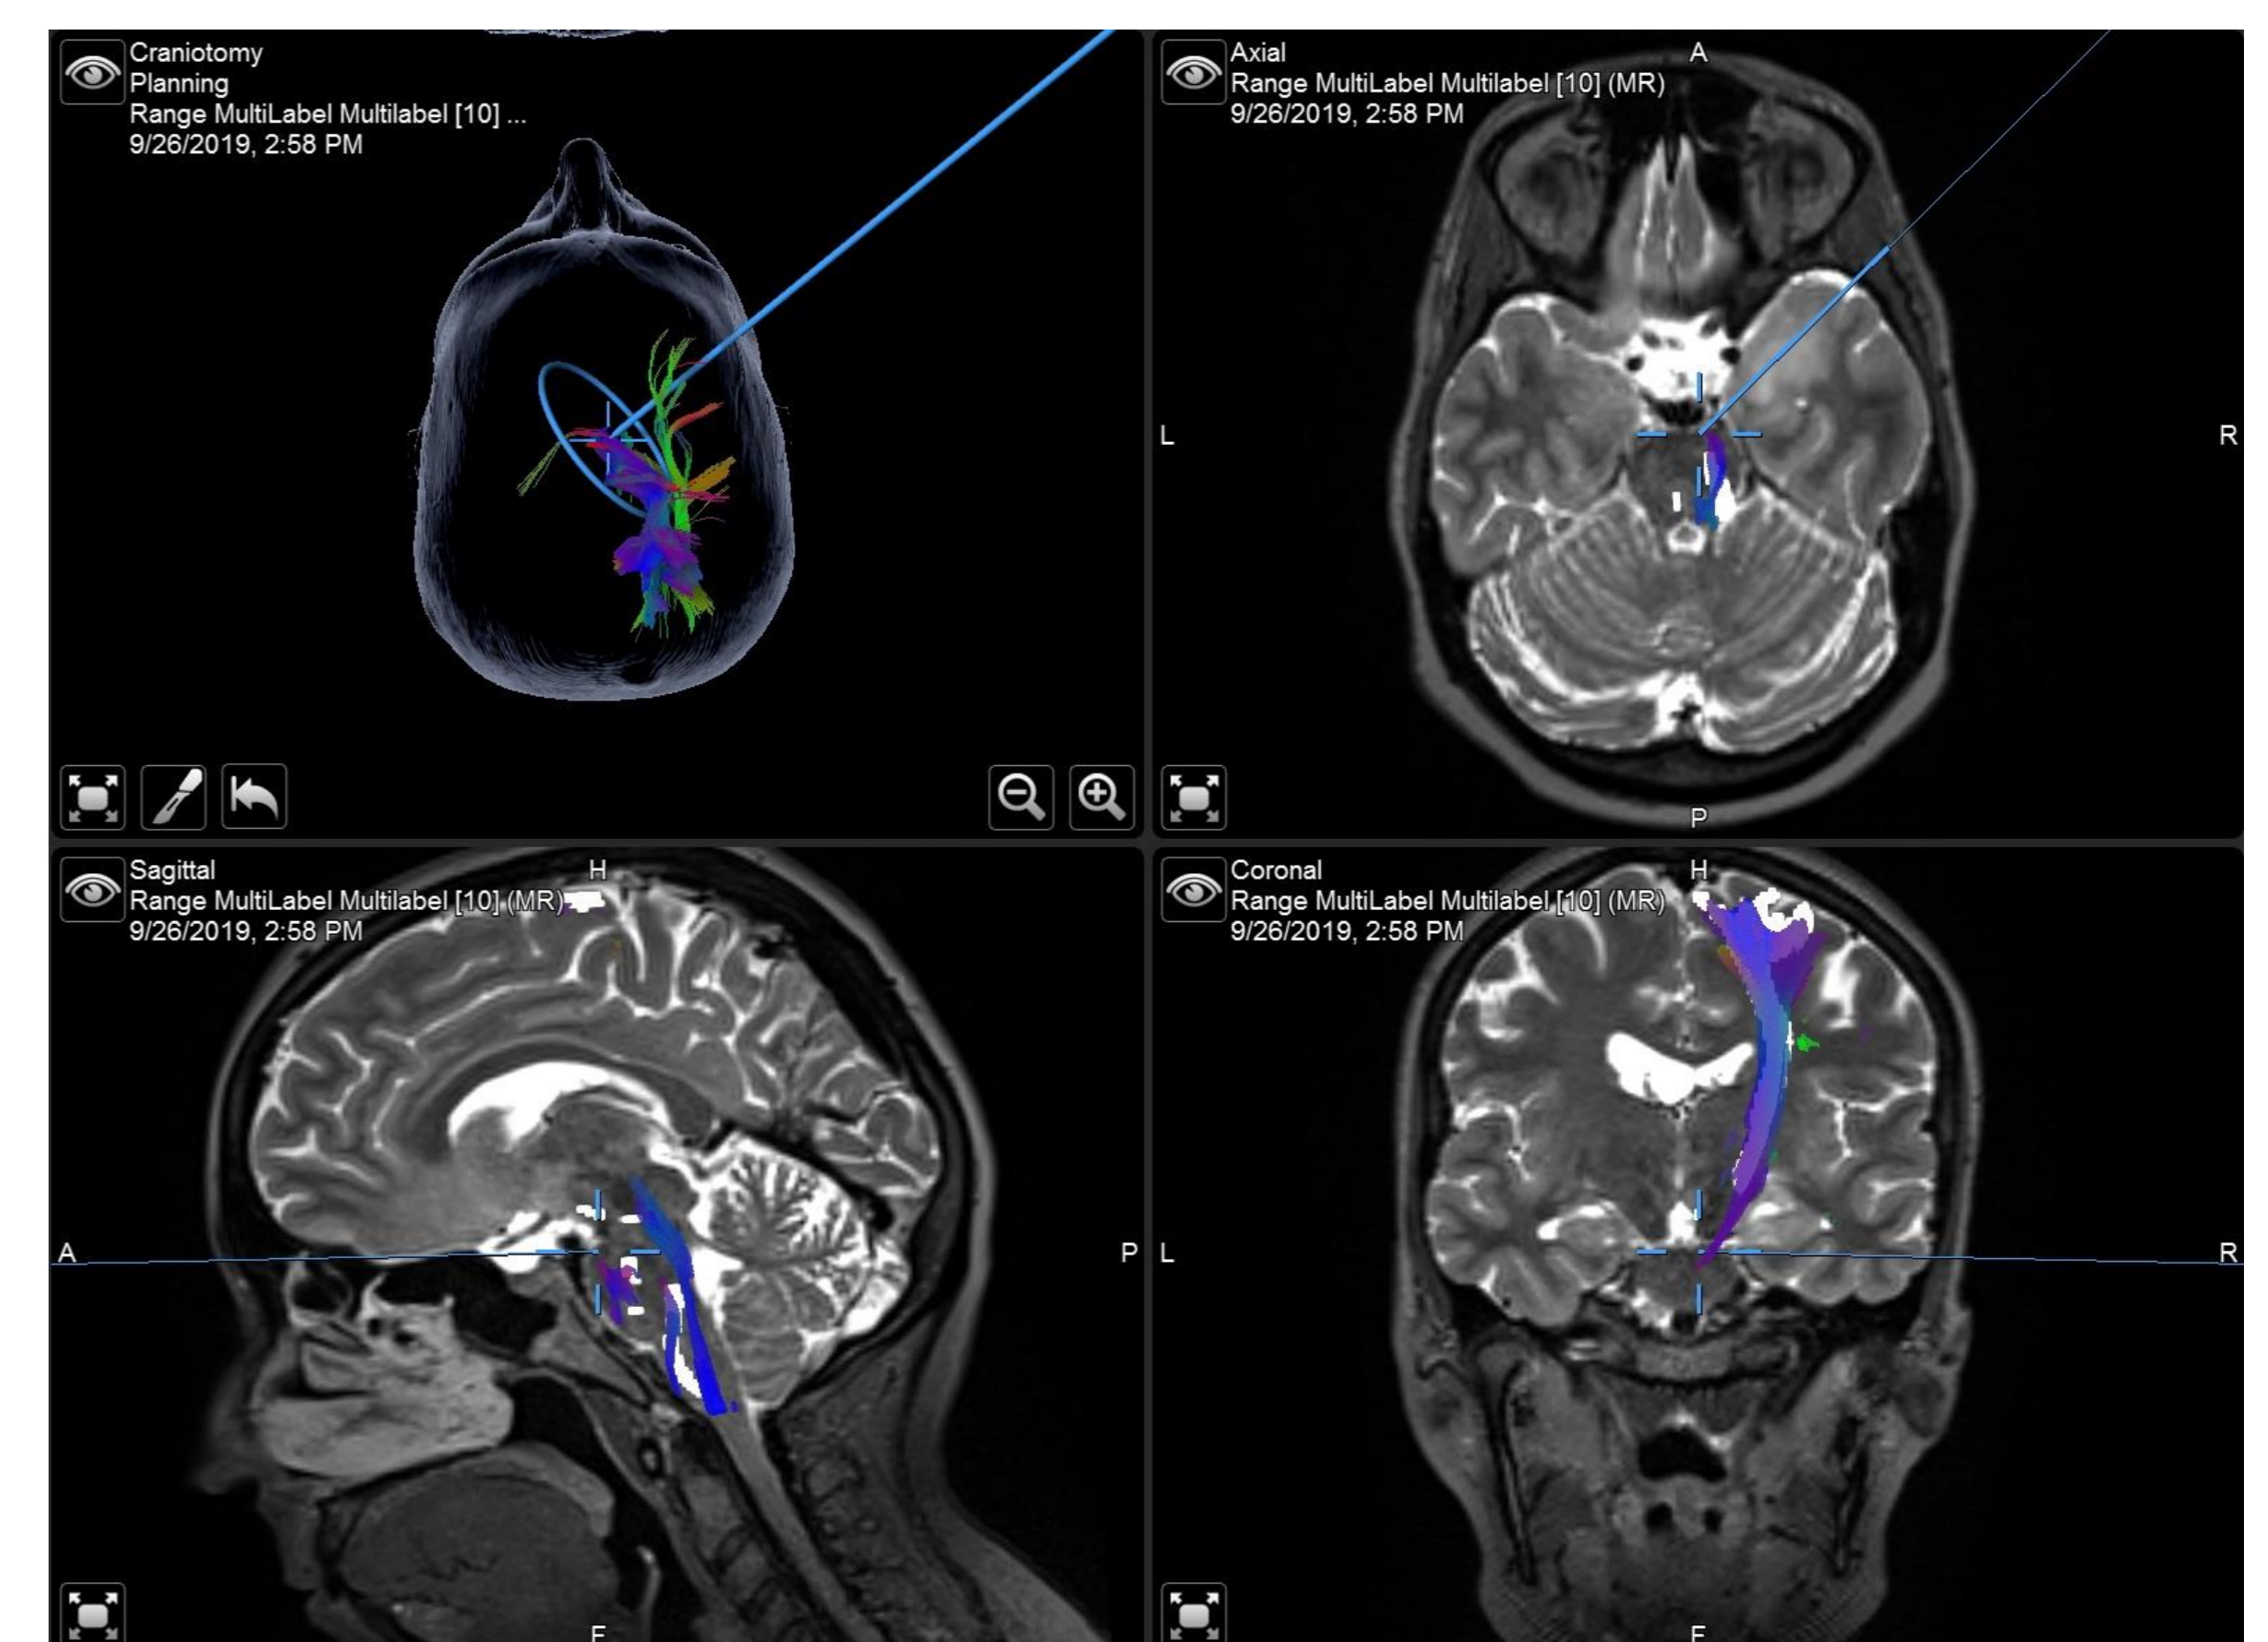 Craniotomy
Planning
Range MultiLabel Multilabel [10] ...
9/26/2019, 2:58 PM
Axial
Range MultiLabel Multilabel [10] (MR)
9/26/2019, 2:58 PM
A
L
R
P
Sagittal
Range MultiLabel Multilabel [10] (MR)
9/26/2019, 2:58 PM
H
A
P
F
Coronal
Range MultiLabel Multilabel [10] (MR)
9/26/2019, 2:58 PM
H
L
R
F